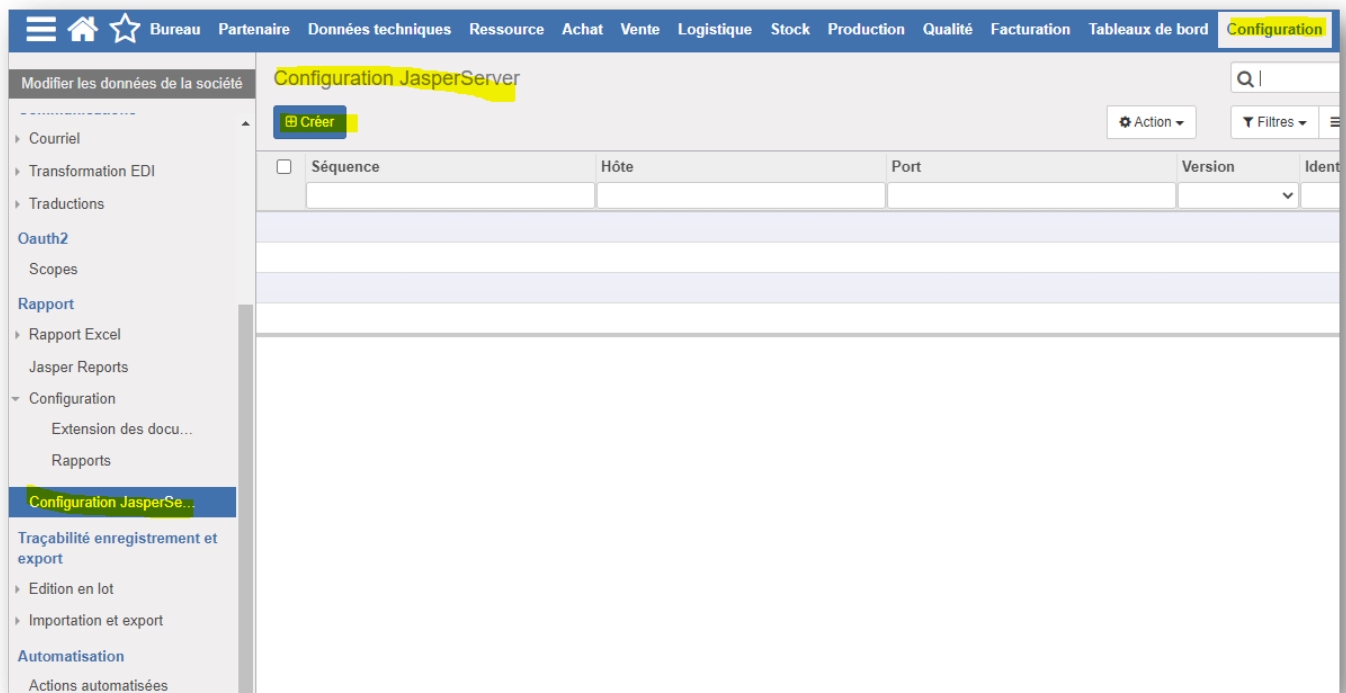 Bureau Partenaire Données techniques Ressource Achat Vente Logistique Stock Production Qualité Facturation Tableaux de bord Configuration
Modifier les données de la société
Configuration JasperServer
Créer
Action
Filtres
Courriel
Transformation EDI
Traductions
Oauth2
Scopes
Rapport
Rapport Excel
Jasper Reports
Configuration
Extension des docu...
Rapports
Configuration JasperSe...
Traçabilité enregistrement et
export
Edition en lot
Importation et export
Automatisation
Actions automatisées
Séquence Hôte Port Version Ident